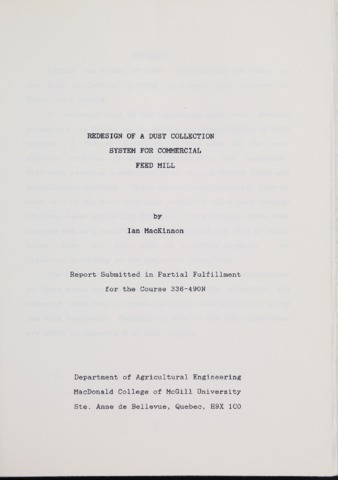 REDESIGN OF A DUST COLLECTION
SYSTEM FOR COMMERCIAL
FEED MILL
by
Ian MacKinnon
Report Submitted in Partial Fulfillment
for the Course 336-490N
Department of Agricultural Engineering
MacDonald College of McGill University
Ste. Anne de Bellevue, Quebec, H9X 1C0